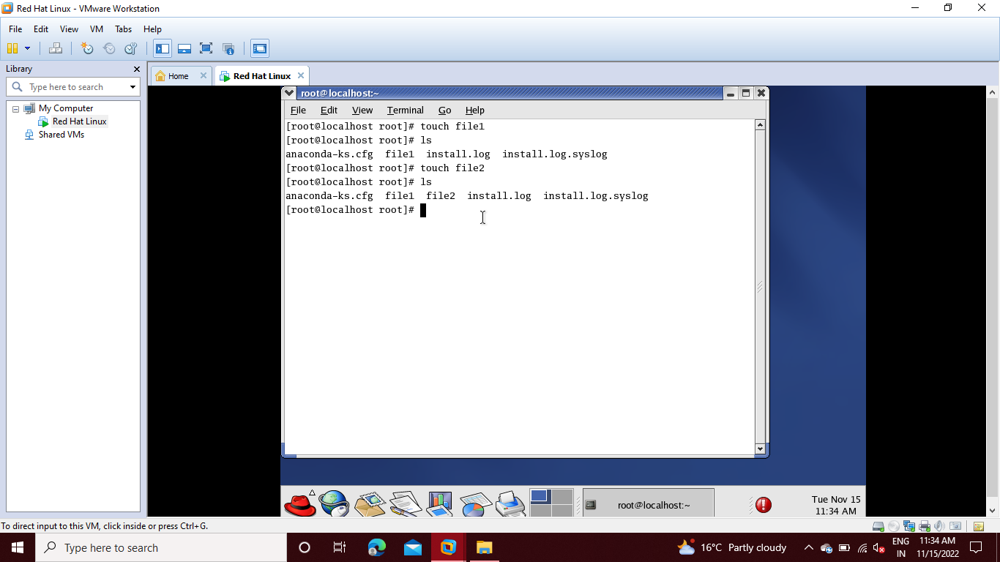 Red Hat Linux - VMware Workstation
File Edit View VM Tabs Help
Library
Home
Red Hat Linux
Type here to search
My Computer
Red Hat Linux
Shared VMs
root@localhost:~
File Edit View Terminal Go Help
[root@localhost root]# touch file1
[root@localhost root]# ls
anaconda-ks.cfg file1 install.log install.log.syslog
[root@localhost root]# touch file2
[root@localhost root]# ls
anaconda-ks.cfg file1 file2 install.log install.log.syslog
[root@localhost root]#
root@localhost:~
Tue Nov 15
11:34 AM
To direct input to this VM, click inside or press Ctrl+G.
Type here to search
16°C Partly cloudy
ENG
IN
11:34 AM
11/15/2022